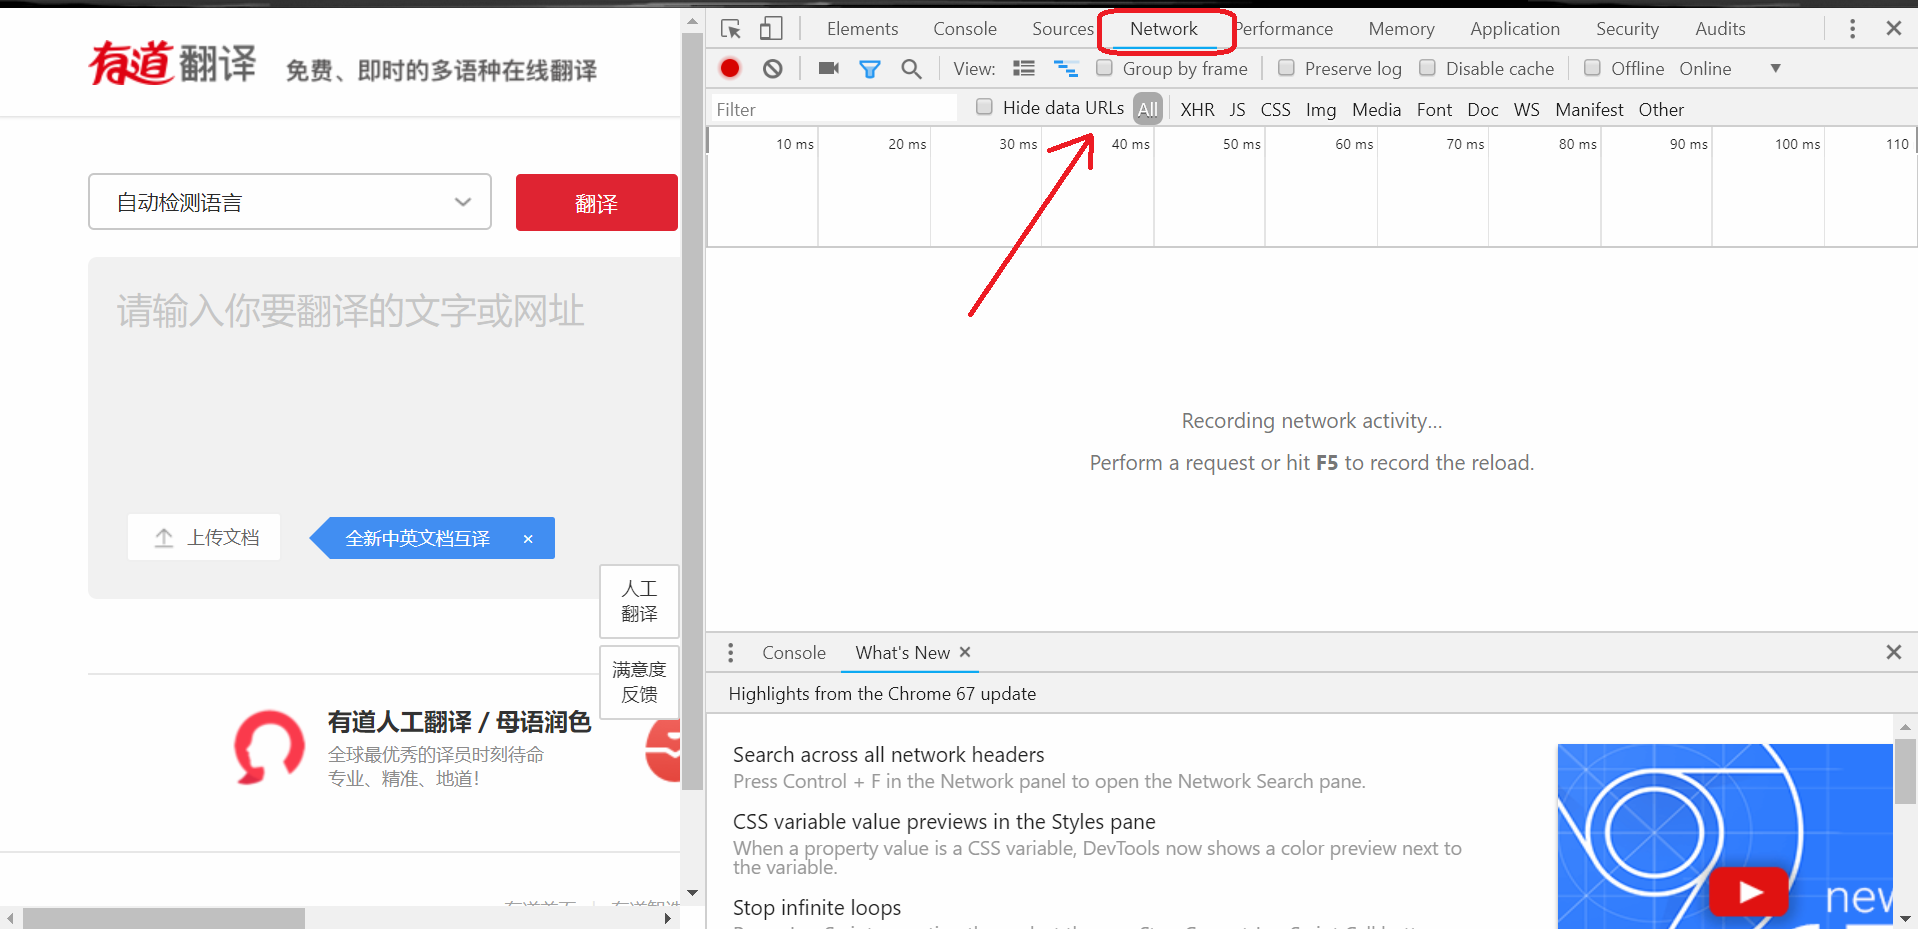 有道翻译 免费、即时的多语种在线翻译
自动检测语言
翻译
请输入你要翻译的文字或网址
上传文档
全新中英文档互译 ×
人工
翻译
满意度
反馈
有道人工翻译 / 母语润色
全球最优秀的译员时刻待命
专业、精准、地道!
Elements Console Sources Network Performance Memory Application Security Audits
View: Group by frame Preserve log Disable cache Offline Online
Filter Hide data URLs All XHR JS CSS Img Media Font Doc WS Manifest Other
10 ms 20 ms 30 ms 40 ms 50 ms 60 ms 70 ms 80 ms 90 ms 100 ms 110
Recording network activity...
Perform a request or hit F5 to record the reload.
Console What's New ×
Highlights from the Chrome 67 update
Search across all network headers
Press Control + F in the Network panel to open the Network Search pane.
CSS variable value previews in the Styles pane
When a property value is a CSS variable, DevTools now shows a color preview next to
the variable.
Stop infinite loops
new